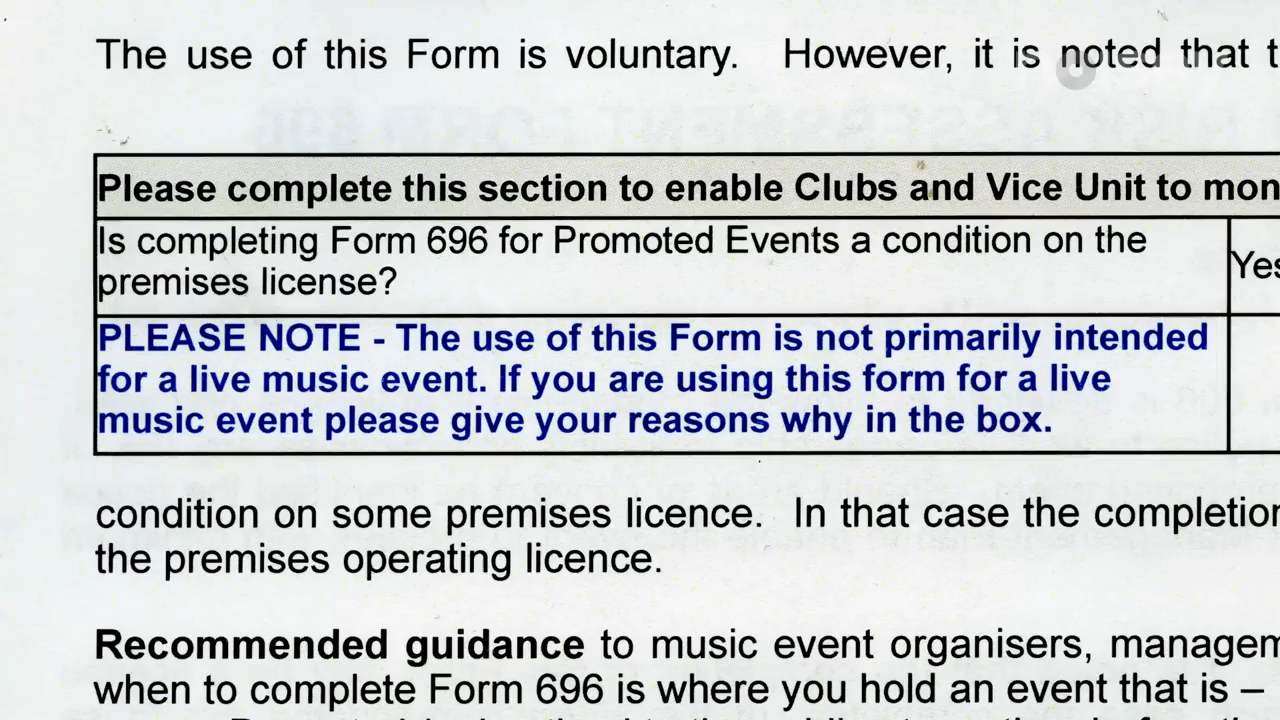 The use of this Form is voluntary. However, it is noted that t
Please complete this section to enable Clubs and Vice Unit to mon
Is completing Form 696 for Promoted Events a condition on the
premises license?
Yes
PLEASE NOTE - The use of this Form is not primarily intended
for a live music event. If you are using this form for a live
music event please give your reasons why in the box.
condition on some premises licence. In that case the completion
the premises operating licence.
Recommended guidance to music event organisers, managem
when to complete Form 696 is where you hold an event that is –